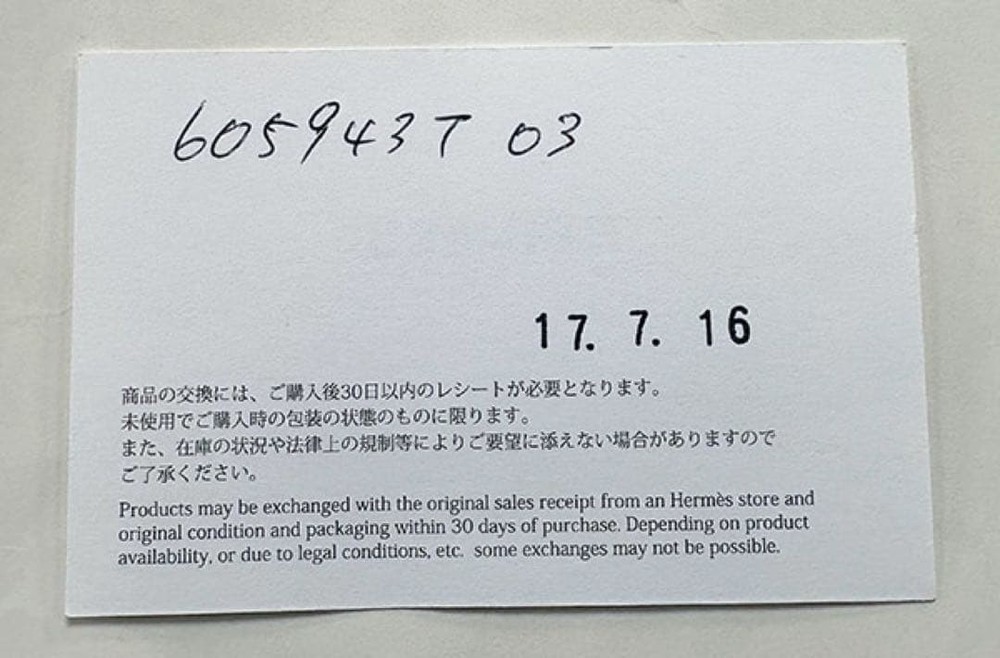 605943T 03
17. 7. 16
商品の交換には、ご購入後30日以内のレシートが必要となります。
未使用でご購入時の包装の状態のものに限ります。
また、在庫の状況や法律上の規制等によりご要望に添えない場合がありますので
ご了承ください。
Products may be exchanged with the original sales receipt from an Hermès store and
original condition and packaging within 30 days of purchase. Depending on product
availability, or due to legal conditions, etc. some exchanges may not be possible.